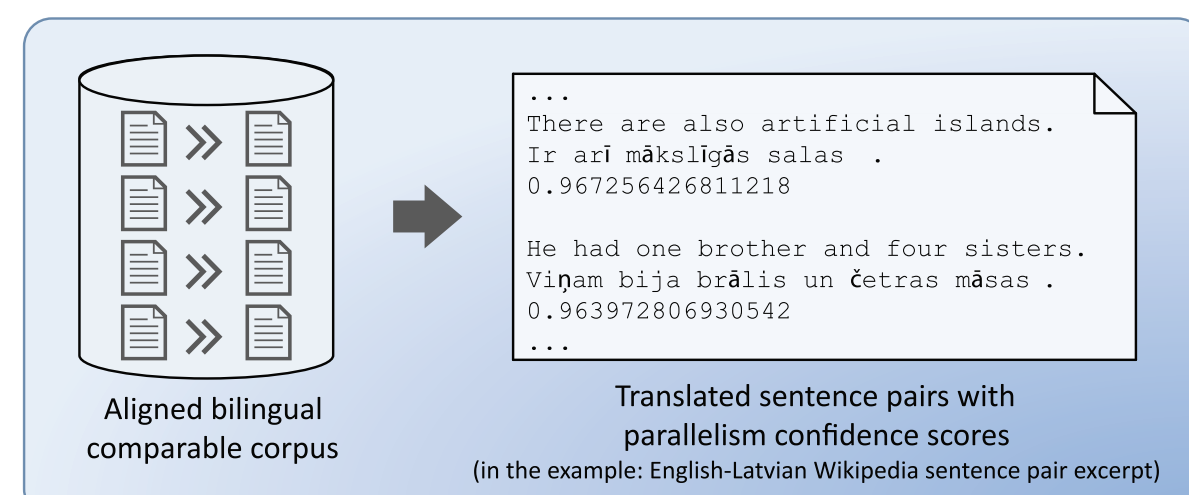 Aligned bilingual
comparable corpus
...
There are also artificial islands.
Ir arī mākslīgās salas .
0.967256426811218
He had one brother and four sisters.
Viņam bija brālis un četras māsas .
0.963972806930542
...
Translated sentence pairs with
parallelism confidence scores
(in the example: English-Latvian Wikipedia sentence pair excerpt)